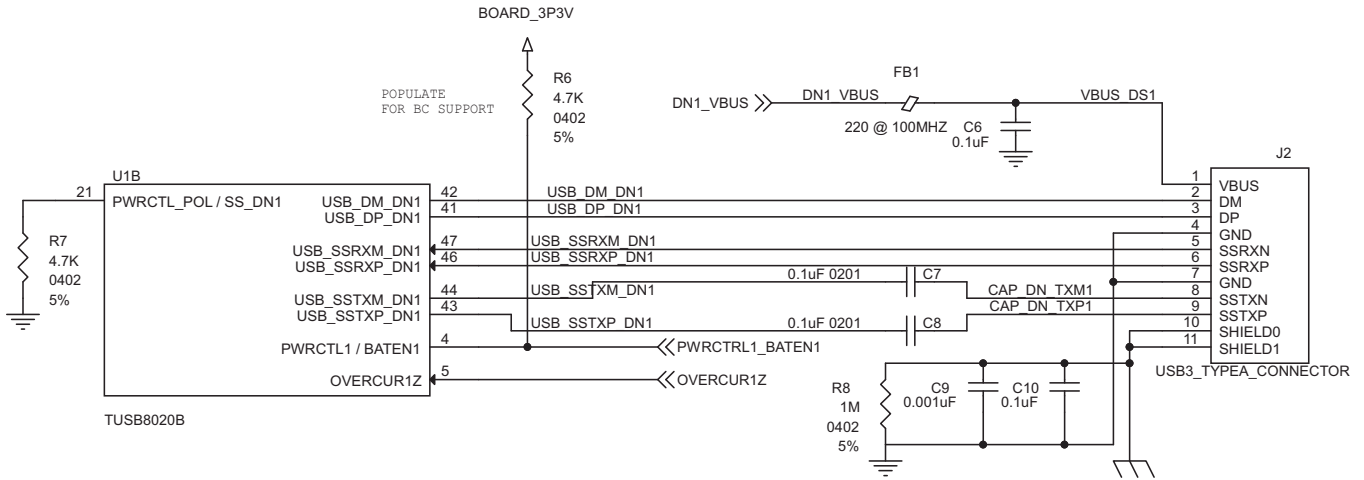 BOARD_3P3V
POPULATE
FOR BC SUPPORT
R6
4.7K
0402
5%
FB1
DN1_VBUS
DN1_VBUS
VBUS_DS1
220 @ 100MHZ
C6
0.1uF
J2
U1B
21
PWRCTL_POL / SS_DN1
R7
4.7K
0402
5%
USB_DM_DN1
42
USB_DM_DN1
USB_DP_DN1
41
USB_DP_DN1
USB_SSRXM_DN1
47
USB_SSRXM_DN1
USB_SSRXP_DN1
46
USB_SSRXP_DN1
USB_SSTXM_DN1
44
USB_SSTXM_DN1
USB_SSTXP_DN1
43
USB_SSTXP_DN1
PWRCTL1 / BATEN1
4
PWRCTRL1_BATEN1
OVERCUR1Z
5
OVERCUR1Z
TUSB8020B
0.1uF 0201
C7
CAP_DN_TXM1
0.1uF 0201
C8
CAP_DN_TXP1
1
VBUS
2
DM
3
DP
4
GND
5
SSRXN
6
SSRXP
7
GND
8
SSTXN
9
SSTXP
10
SHIELD0
11
SHIELD1
USB3_TYPEA_CONNECTOR
R8
1M
0402
5%
C9
0.001uF
C10
0.1uF